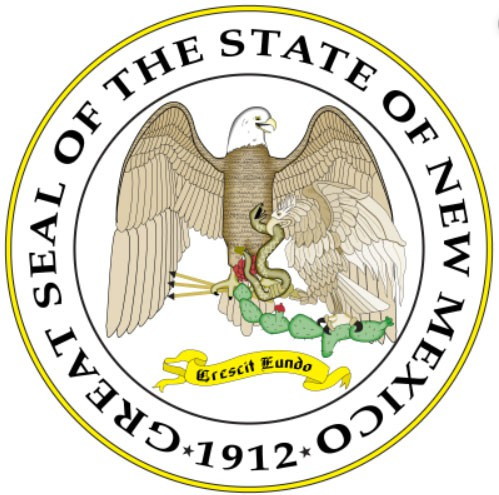 GREAT SEAL OF THE STATE OF NEW MEXICO
★1912★
Crescit Eundo